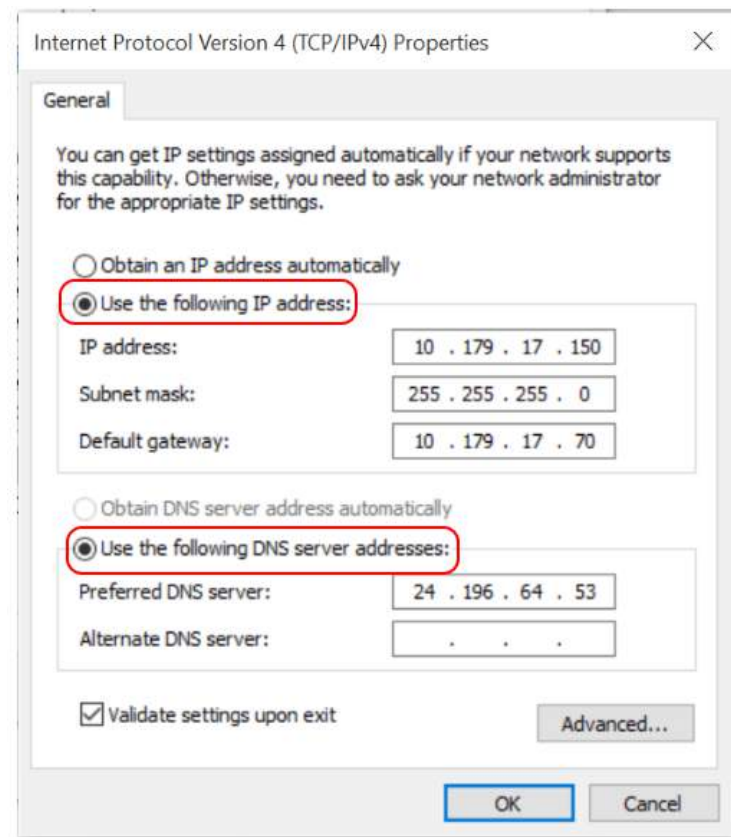 Internet Protocol Version 4 (TCP/IPv4) Properties
General
You can get IP settings assigned automatically if your network supports
this capability. Otherwise, you need to ask your network administrator
for the appropriate IP settings.
Obtain an IP address automatically
Use the following IP address:
IP address: 10 . 179 . 17 . 150
Subnet mask: 255 . 255 . 255 . 0
Default gateway: 10 . 179 . 17 . 70
Obtain DNS server address automatically
Use the following DNS server addresses:
Preferred DNS server: 24 . 196 . 64 . 53
Alternate DNS server: . . .
Validate settings upon exit
Advanced...
OK Cancel